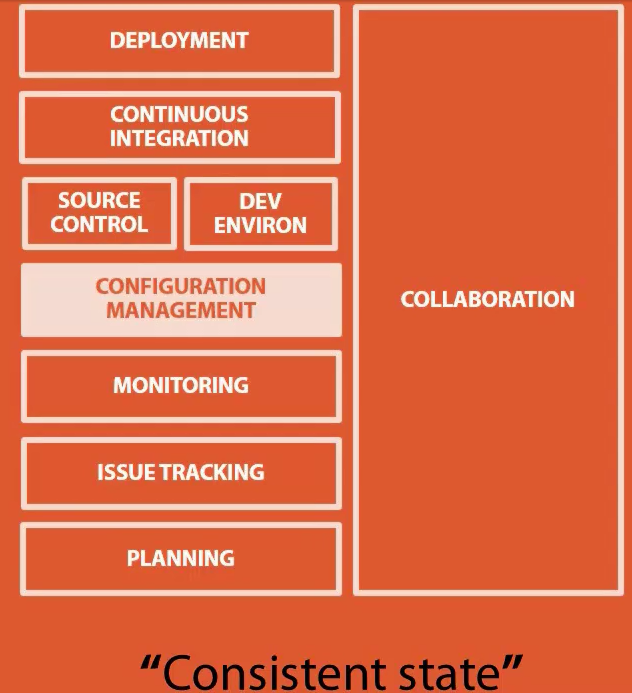 DEPLOYMENT
CONTINUOUS
INTEGRATION
SOURCE
CONTROL
DEV
ENVIRON
CONFIGURATION
MANAGEMENT
MONITORING
ISSUE TRACKING
PLANNING
COLLABORATION
“Consistent state”